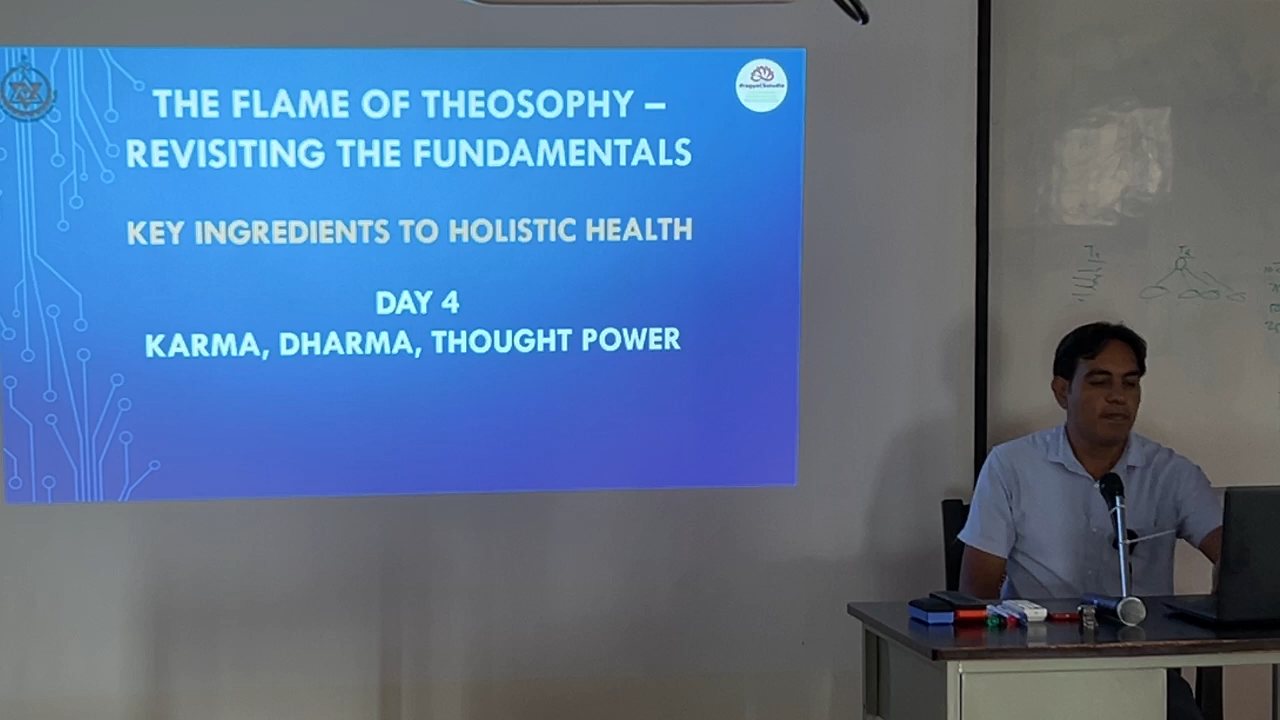 THE FLAME OF THEOSOPHY –
REVISITING THE FUNDAMENTALS
KEY INGREDIENTS TO HOLISTIC HEALTH
DAY 4
KARMA, DHARMA, THOUGHT POWER